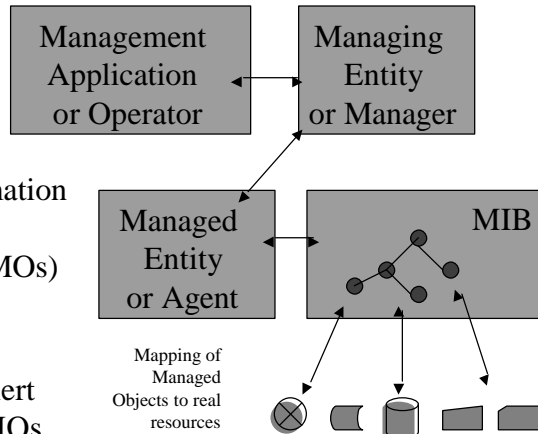 Management
Application
or Operator
Managing
Entity
or Manager
Managed
Entity
or Agent
MIB
Mapping of
Managed
Objects to real
resources